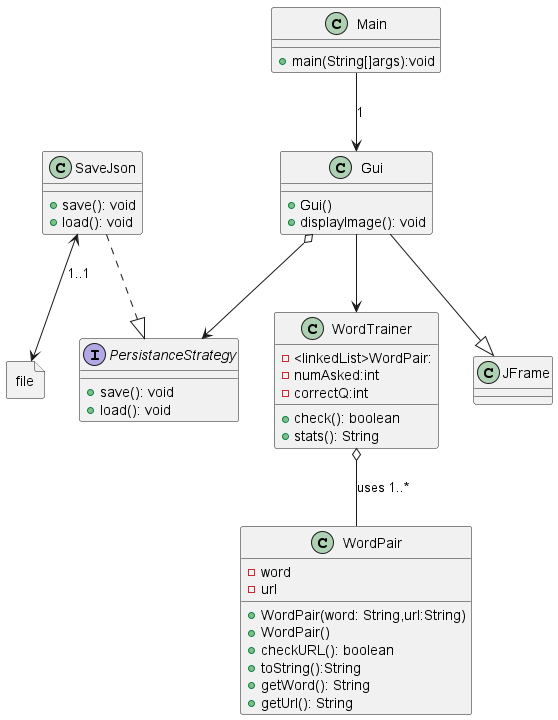 C Main
+ main(String[]args):void
1
C SaveJson
+ save(): void
+ load(): void
C Gui
+ Gui()
+ displayImage(): void
1..1
file
I PersistanceStrategy
+ save(): void
+ load(): void
C WordTrainer
<linkedList>WordPair:
numAsked:int
correctQ:int
+ check(): boolean
+ stats(): String
C JFrame
uses 1..*
C WordPair
word
url
WordPair(word: String,url:String)
WordPair()
checkURL(): boolean
toString():String
getWord(): String
getUrl(): String